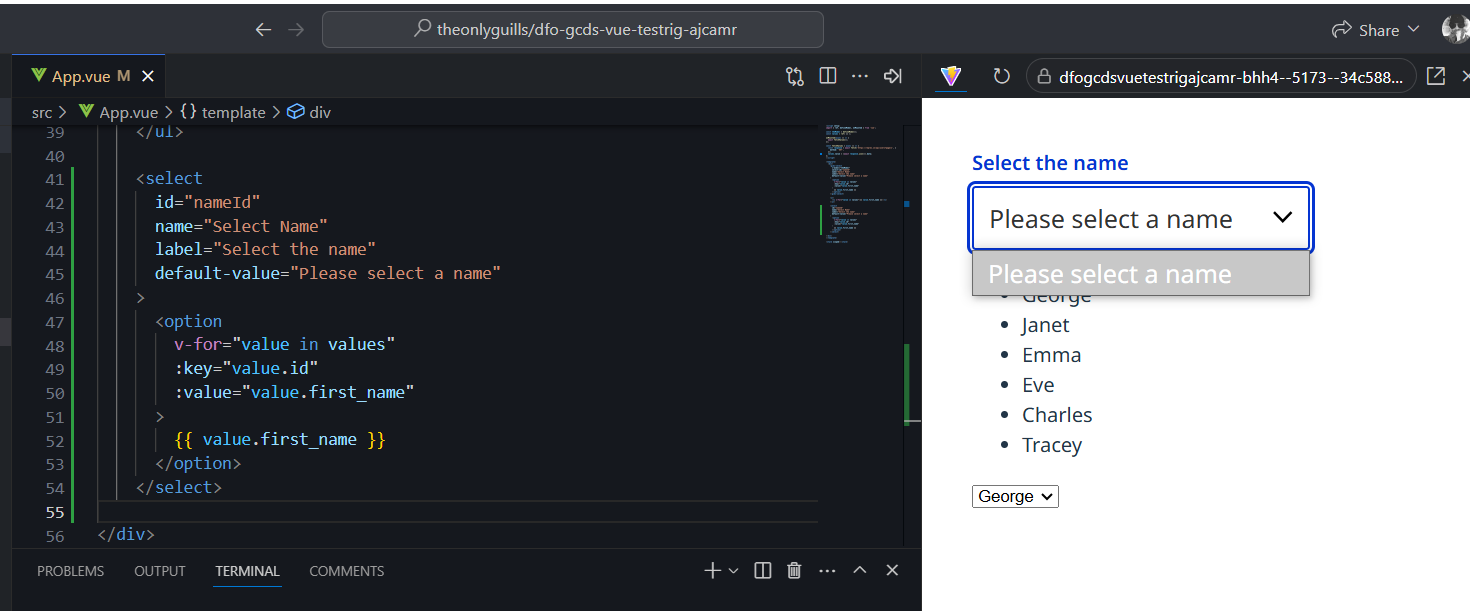 theonlyguills/dfo-gcds-vue-testrig-ajcamr
Share
App.vue M
src > App.vue > {} template > div
39 </ul>
40
41 <select
42 id="nameId"
43 name="Select Name"
44 label="Select the name"
45 default-value="Please select a name"
46 >
47 <option
48 v-for="value in values"
49 :key="value.id"
50 :value="value.first_name"
51 >
52 {{ value.first_name }}
53 </option>
54 </select>
55
56 </div>
PROBLEMS OUTPUT TERMINAL COMMENTS
dfogcdsvuetestrigajcamr-bhh4--5173--34c588...
Select the name
Please select a name
Please select a name
George
Janet
Emma
Eve
Charles
Tracey
George